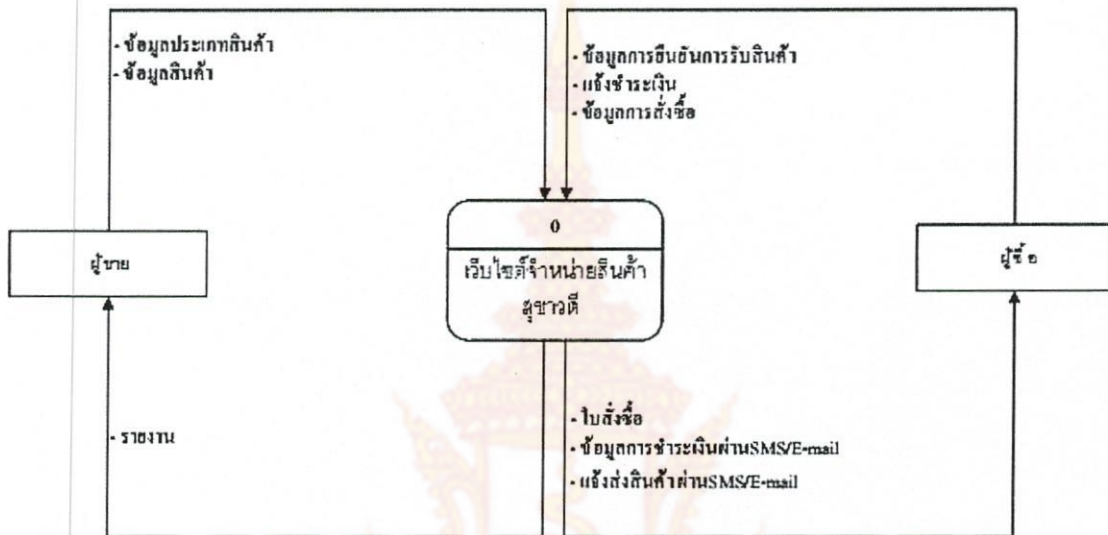 - ข้อมูลประเภทสินค้า
- ข้อมูลสินค้า
- ข้อมูลการยืนยันการรับสินค้า
- แจ้งชำระเงิน
- ข้อมูลการสั่งซื้อ
0
เว็บไซต์จำหน่ายสินค้า
สุขาวดี
ผู้ขาย
ผู้ซื้อ
- รายงาน
- ใบสั่งซื้อ
- ข้อมูลการชำระเงินผ่านSMS/E-mail
- แจ้งส่งสินค้าผ่านSMS/E-mail